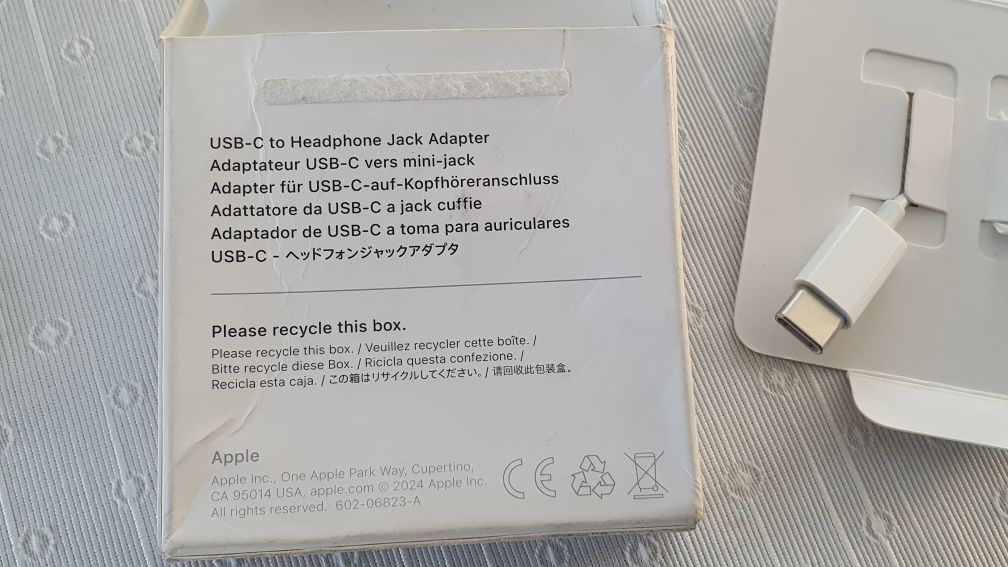 USB-C to Headphone Jack Adapter
Adaptateur USB-C vers mini-jack
Adapter für USB-C-auf-Kopfhöreranschluss
Adattatore da USB-C a jack cuffie
Adaptador de USB-C a toma para auriculares
USB-C - ヘッドフォンジャックアダプタ
Please recycle this box.
Please recycle this box. / Veuillez recycler cette boîte. /
Bitte recycle diese Box. / Ricicla questa confezione. /
Recicla esta caja. / この箱はリサイクルしてください。/ 请回收此包装盒。
Apple
Apple Inc., One Apple Park Way, Cupertino,
CA 95014 USA, apple.com © 2024 Apple Inc.
All rights reserved. 602-06823-A
CE